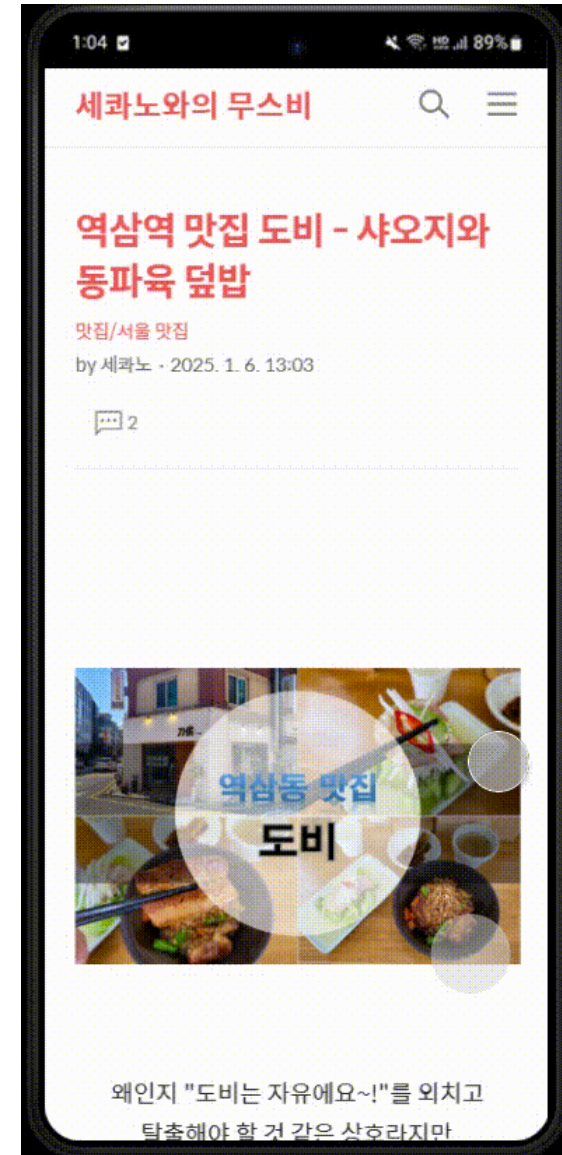 1:04
89%
세콰노와의 무스비
역삼역 맛집 도비 - 샤오지와
동파육 덮밥
맛집/서울 맛집
by 세콰노 · 2025. 1. 6. 13:03
2
역삼동 맛집
도비
왜인지 "도비는 자유에요~!"를 외치고
탈출해야 할 것 같은 상호라지만